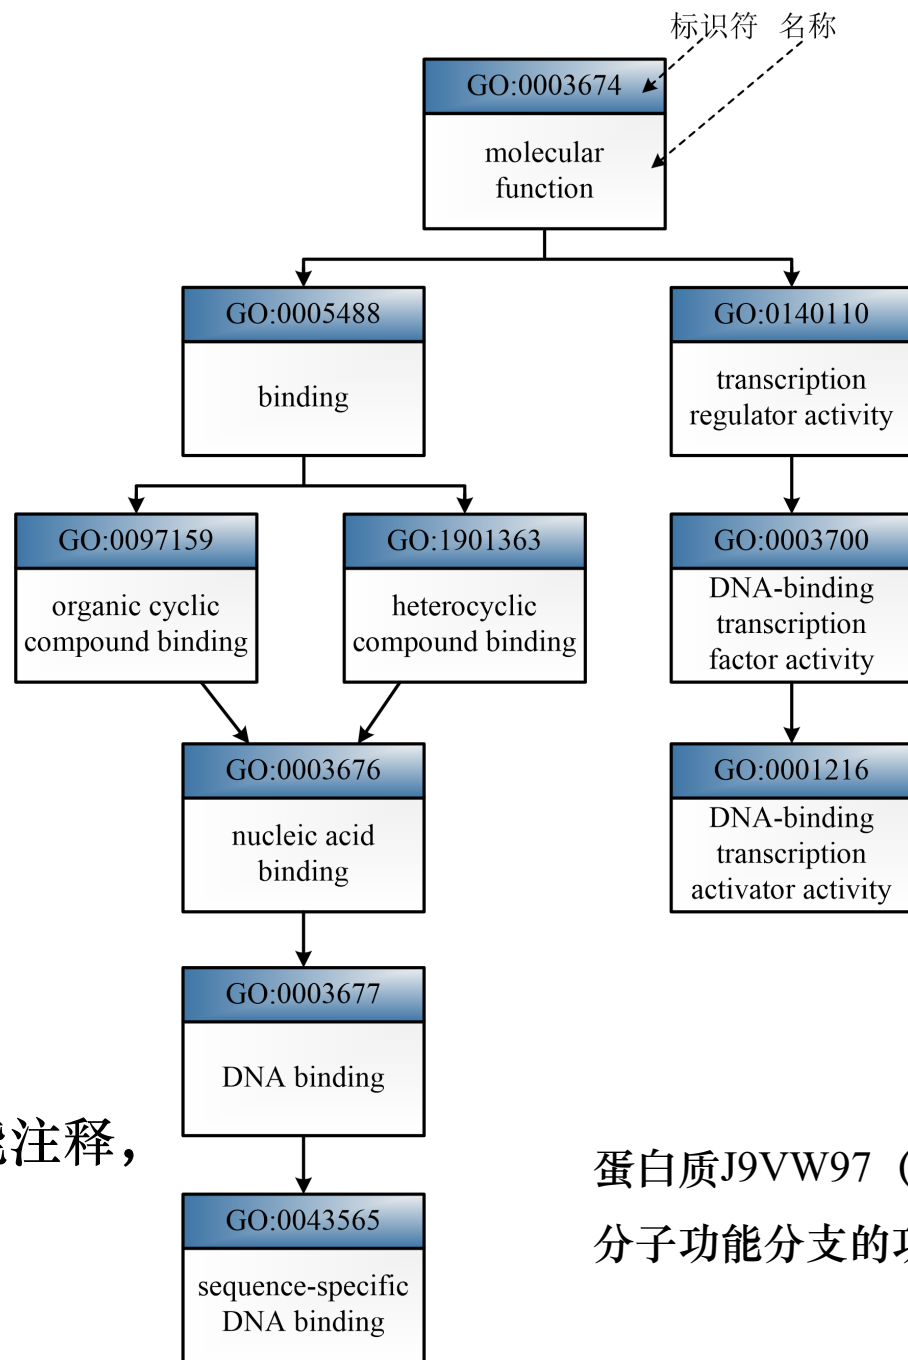 标识符 名称
GO:0003674
molecular
function
GO:0005488
binding
GO:0140110
transcription
regulator activity
GO:0097159
organic cyclic
compound binding
GO:1901363
heterocyclic
compound binding
GO:0003700
DNA-binding
transcription
factor activity
GO:0003676
nucleic acid
binding
GO:0001216
DNA-binding
transcription
activator activity
GO:0003677
DNA binding
注释，
蛋白质J9VW97（
分子功能分支的
GO:0043565
sequence-specific
DNA binding